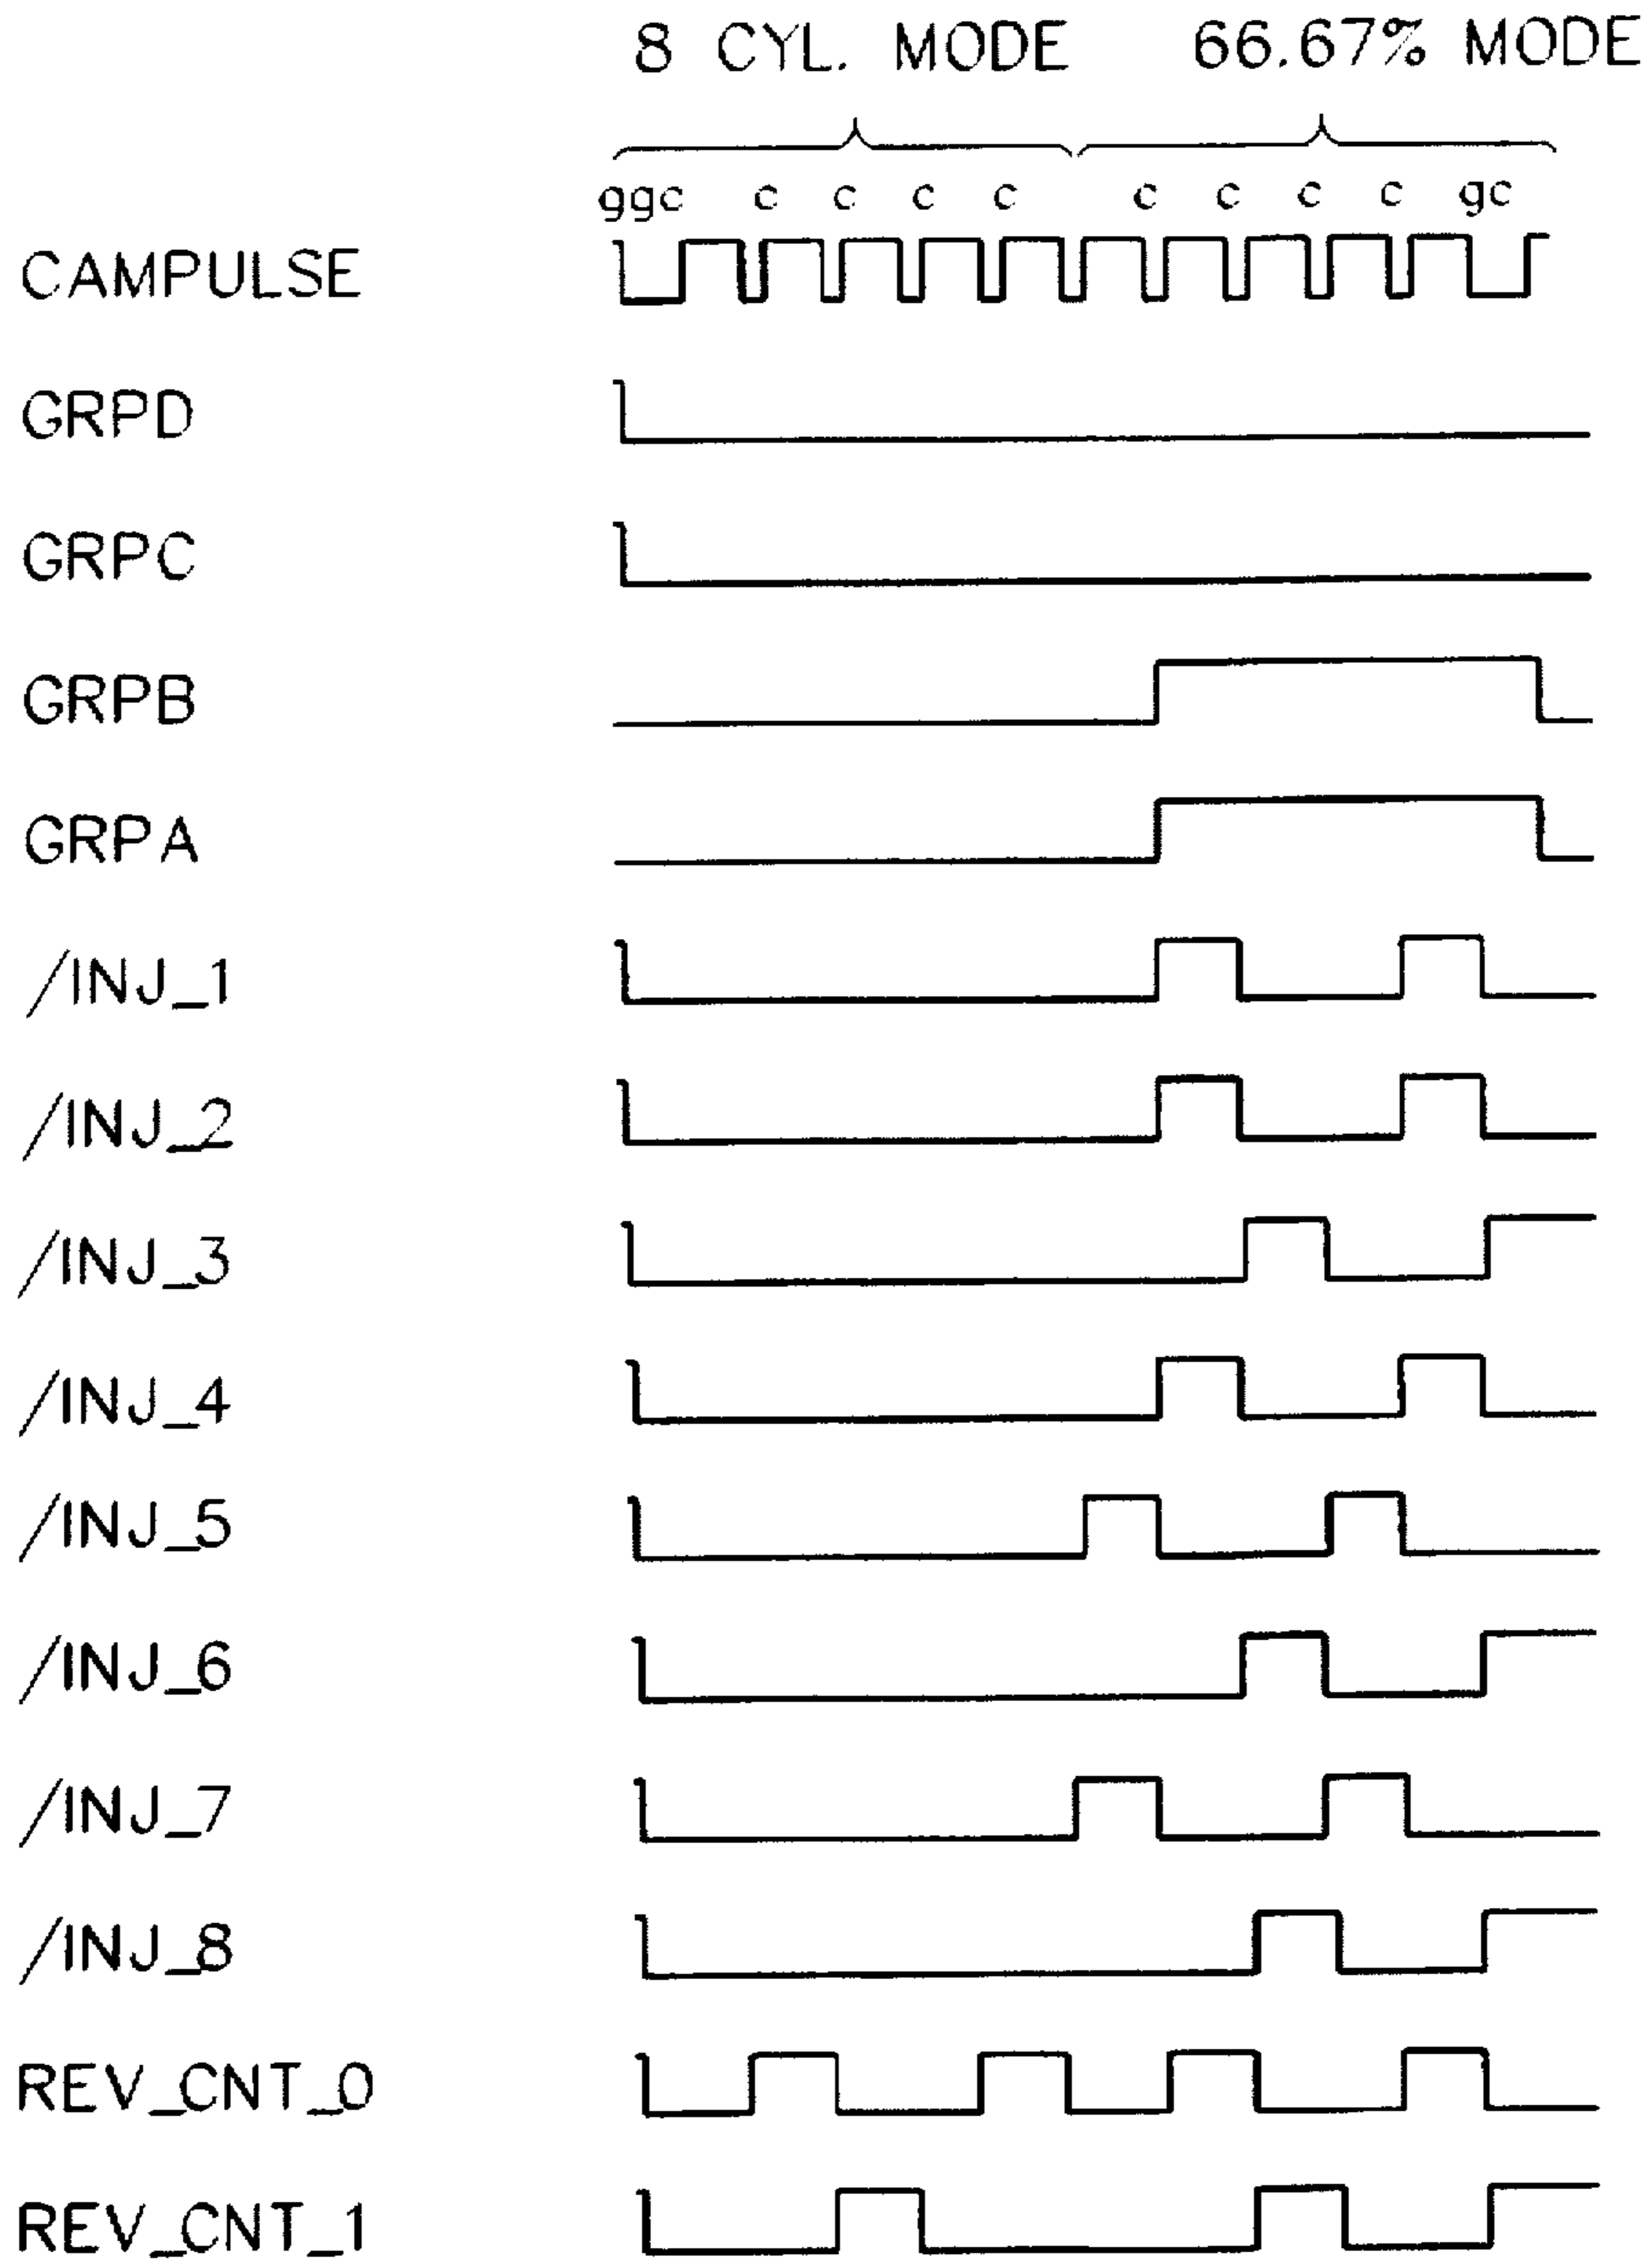 8 CYL. MODE 66.67% MODE
ggc c c c c c c c c gc
CAMPULSE
GRPD
GRPC
GRPB
GRPA
/INJ_1
/INJ_2
/INJ_3
/INJ_4
/INJ_5
/INJ_6
/INJ_7
/INJ_8
REV_CNT_0
REV_CNT_1